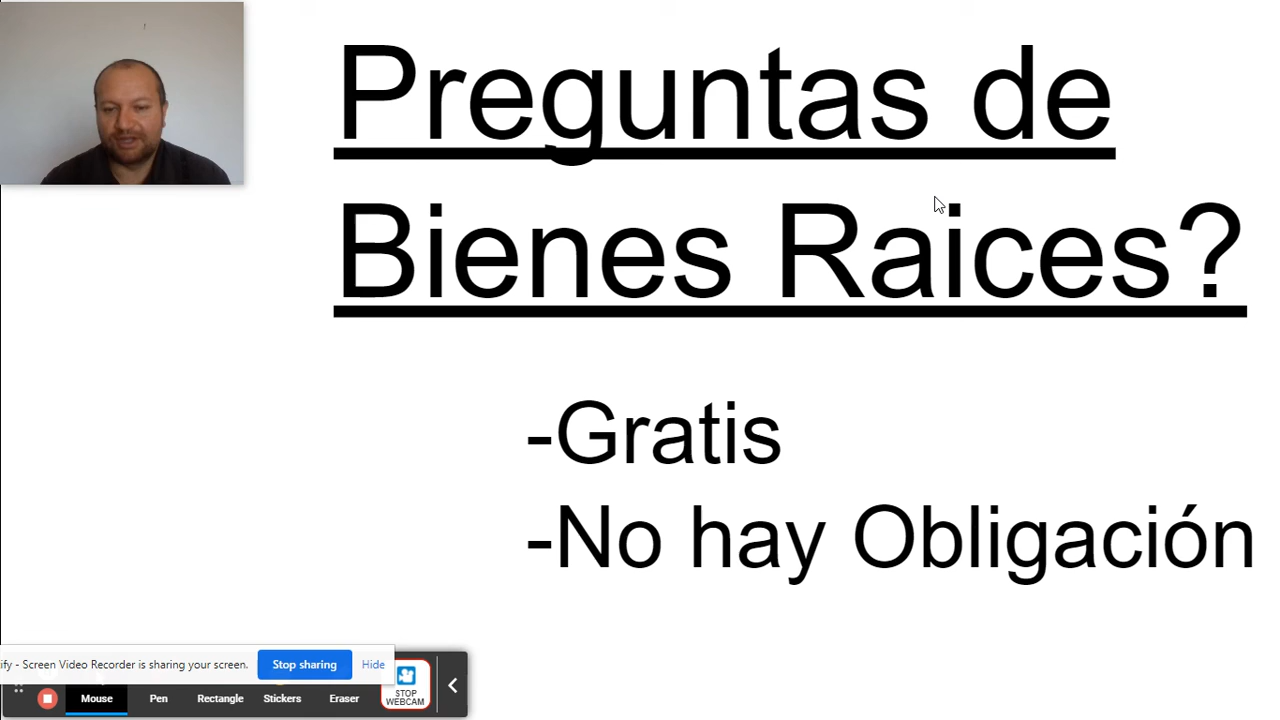 Preguntas de
Bienes Raices?
-Gratis
-No hay Obligación
ify - Screen Video Recorder is sharing your screen.
Stop sharing
Hide
Mouse
Pen
Rectangle
Stickers
Eraser
STOP
WEBCAM